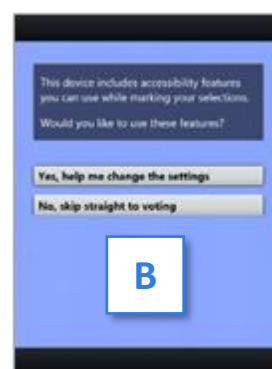 This device includes accessibility features
you can use while marking your selections.
Would you like to use these features?
Yes, help me change the settings
No, skip straight to voting
B